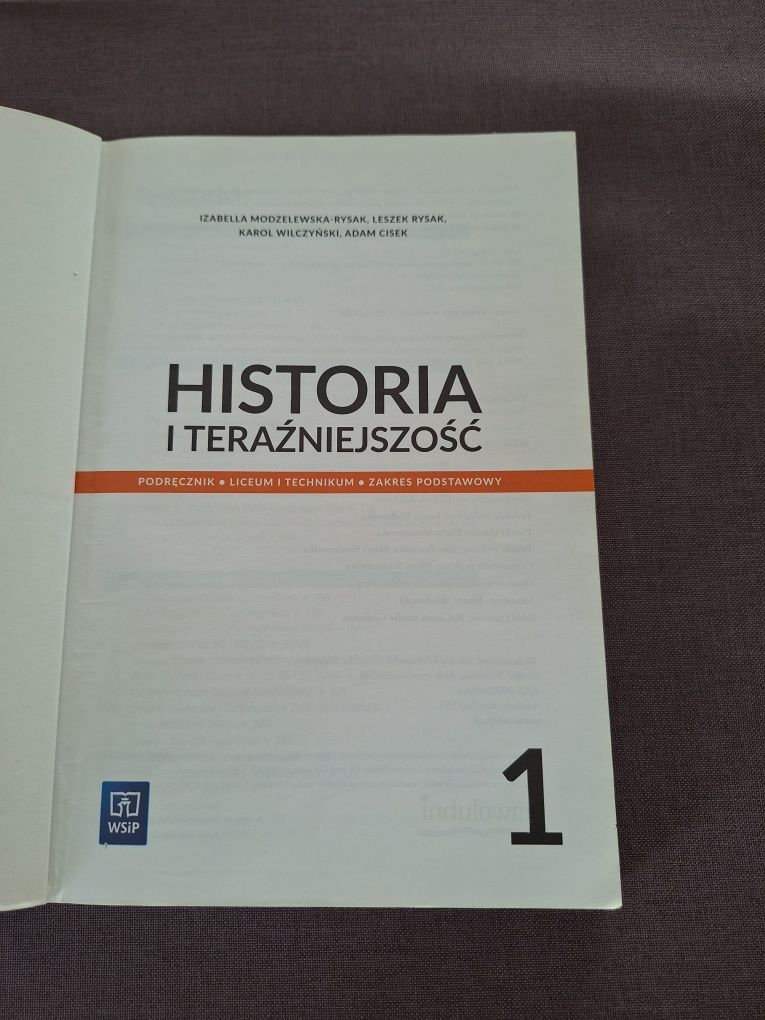 IZABELLA MODZELEWSKA-RYSAK, LESZEK RYSAK,
KAROL WILCZYŃSKI, ADAM CISEK
HISTORIA
I TERAŹNIEJSZOŚĆ
PODRĘCZNIK • LICEUM I TECHNIKUM • ZAKRES PODSTAWOWY
WSiP
1